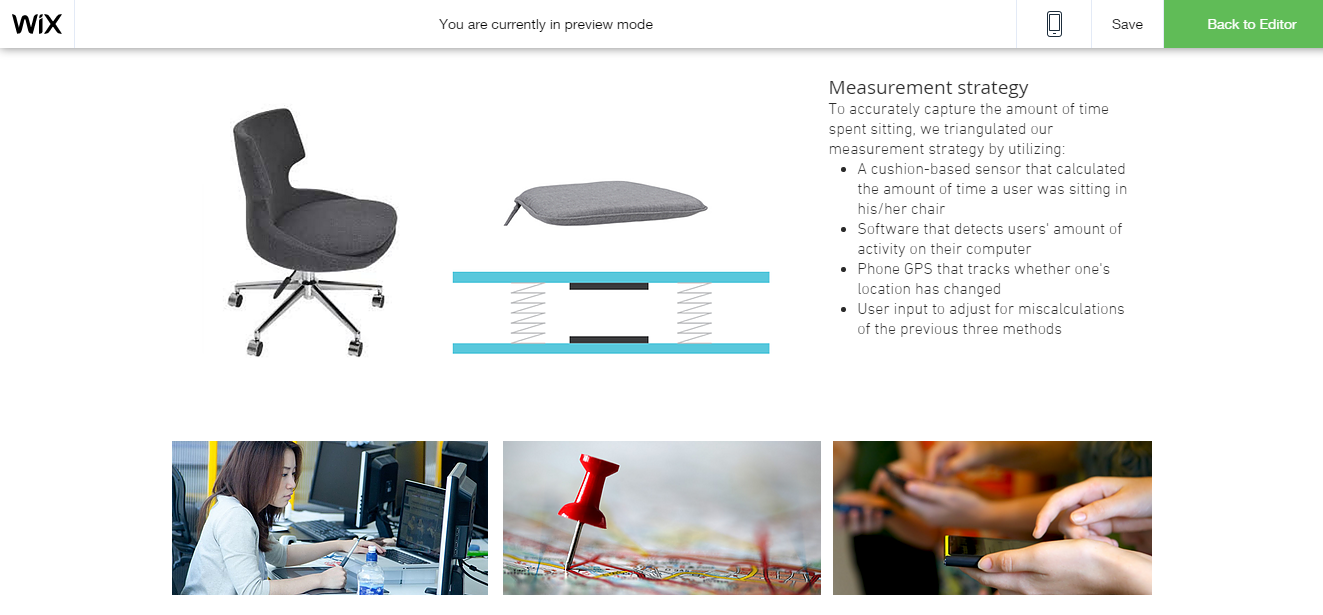 WiX
You are currently in preview mode
Save
Back to Editor
Measurement strategy
To accurately capture the amount of time
spent sitting, we triangulated our
measurement strategy by utilizing:
• A cushion-based sensor that calculated
the amount of time a user was sitting in
his/her chair
• Software that detects users' amount of
activity on their computer
• Phone GPS that tracks whether one's
location has changed
• User input to adjust for miscalculations
of the previous three methods